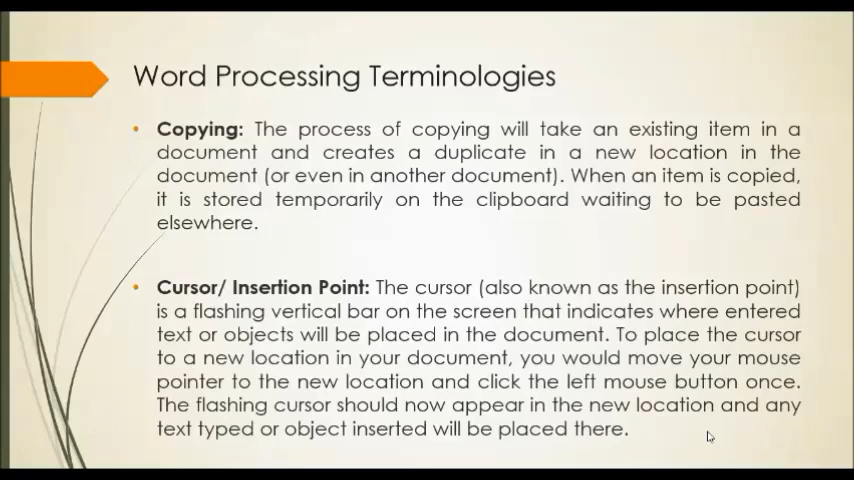 Word Processing Terminologies
• Copying: The process of copying will take an existing item in a
document and creates a duplicate in a new location in the
document (or even in another document). When an item is copied,
it is stored temporarily on the clipboard waiting to be pasted
elsewhere.
• Cursor/ Insertion Point: The cursor (also known as the insertion point)
is a flashing vertical bar on the screen that indicates where entered
text or objects will be placed in the document. To place the cursor
to a new location in your document, you would move your mouse
pointer to the new location and click the left mouse button once.
The flashing cursor should now appear in the new location and any
text typed or object inserted will be placed there.